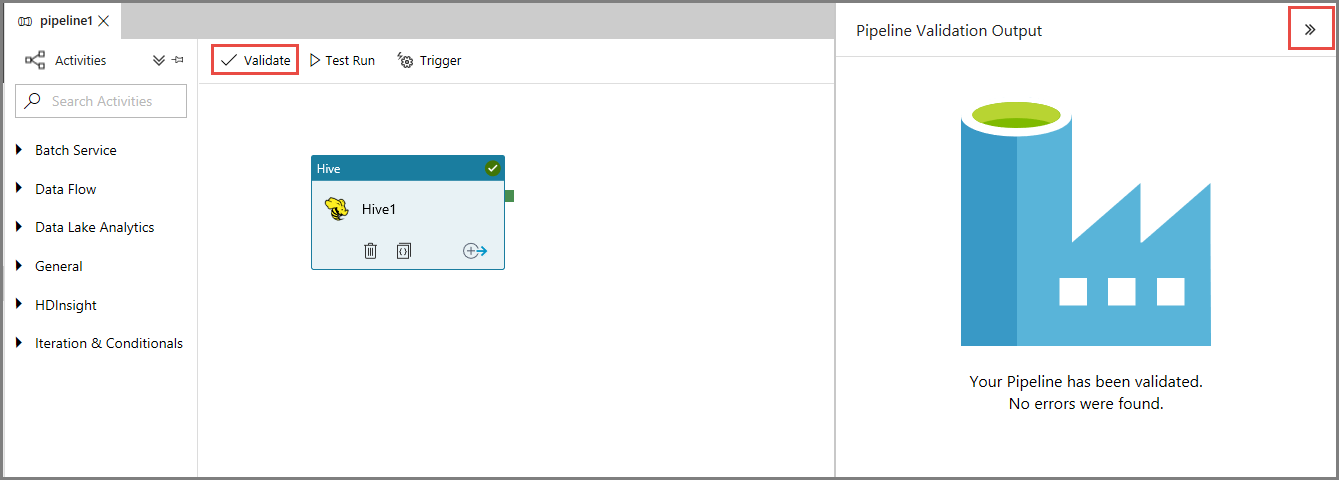 pipeline1
Activities
Search Activities
Batch Service
Data Flow
Data Lake Analytics
General
HDInsight
Iteration & Conditionals
Validate
Test Run
Trigger
Hive
Hive1
Pipeline Validation Output
Your Pipeline has been validated.
No errors were found.